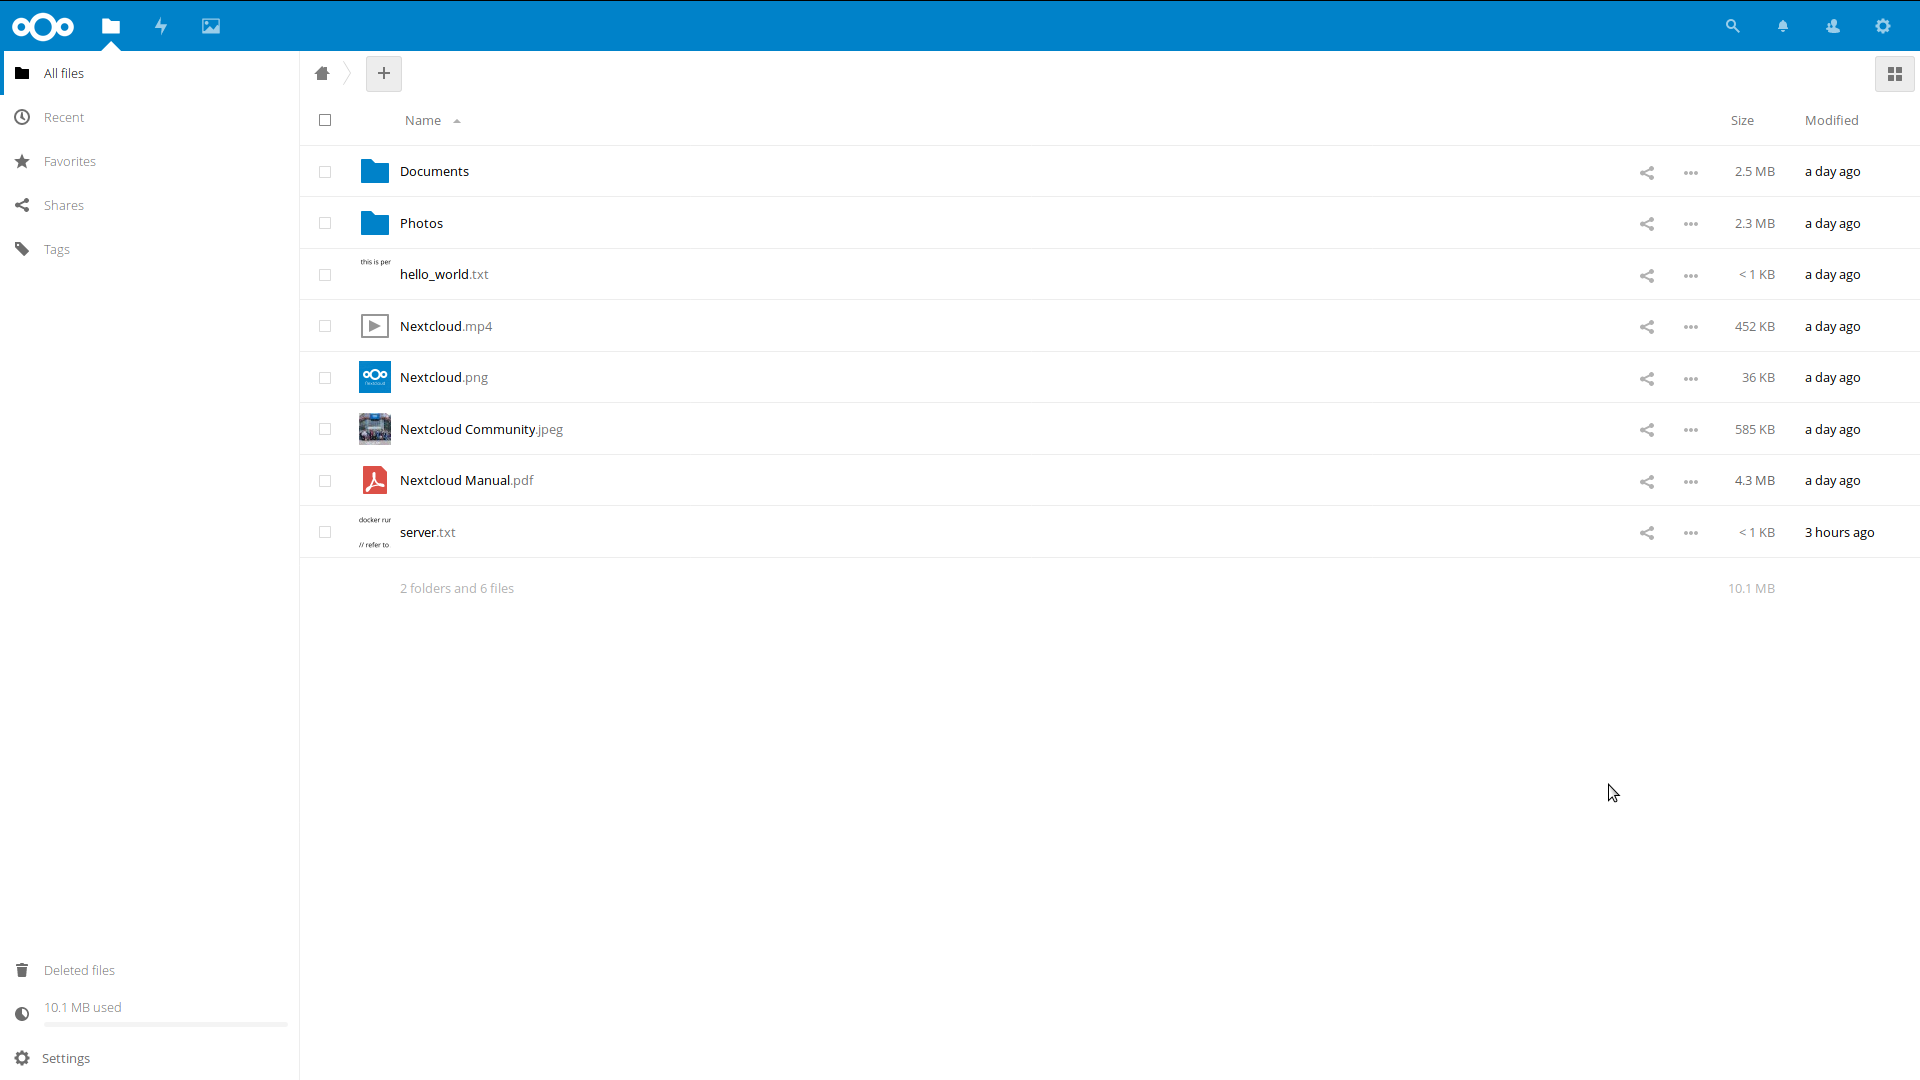 All files
Recent
Favorites
Shares
Tags
Deleted files
10.1 MB used
Settings
Name Size Modified
Documents 2.5 MB a day ago
Photos 2.3 MB a day ago
this is per
hello_world.txt < 1 KB a day ago
Nextcloud.mp4 452 KB a day ago
Nextcloud.png 36 KB a day ago
Nextcloud Community.jpeg 585 KB a day ago
Nextcloud Manual.pdf 4.3 MB a day ago
docker rur
server.txt < 1 KB 3 hours ago
// refer to
2 folders and 6 files 10.1 MB